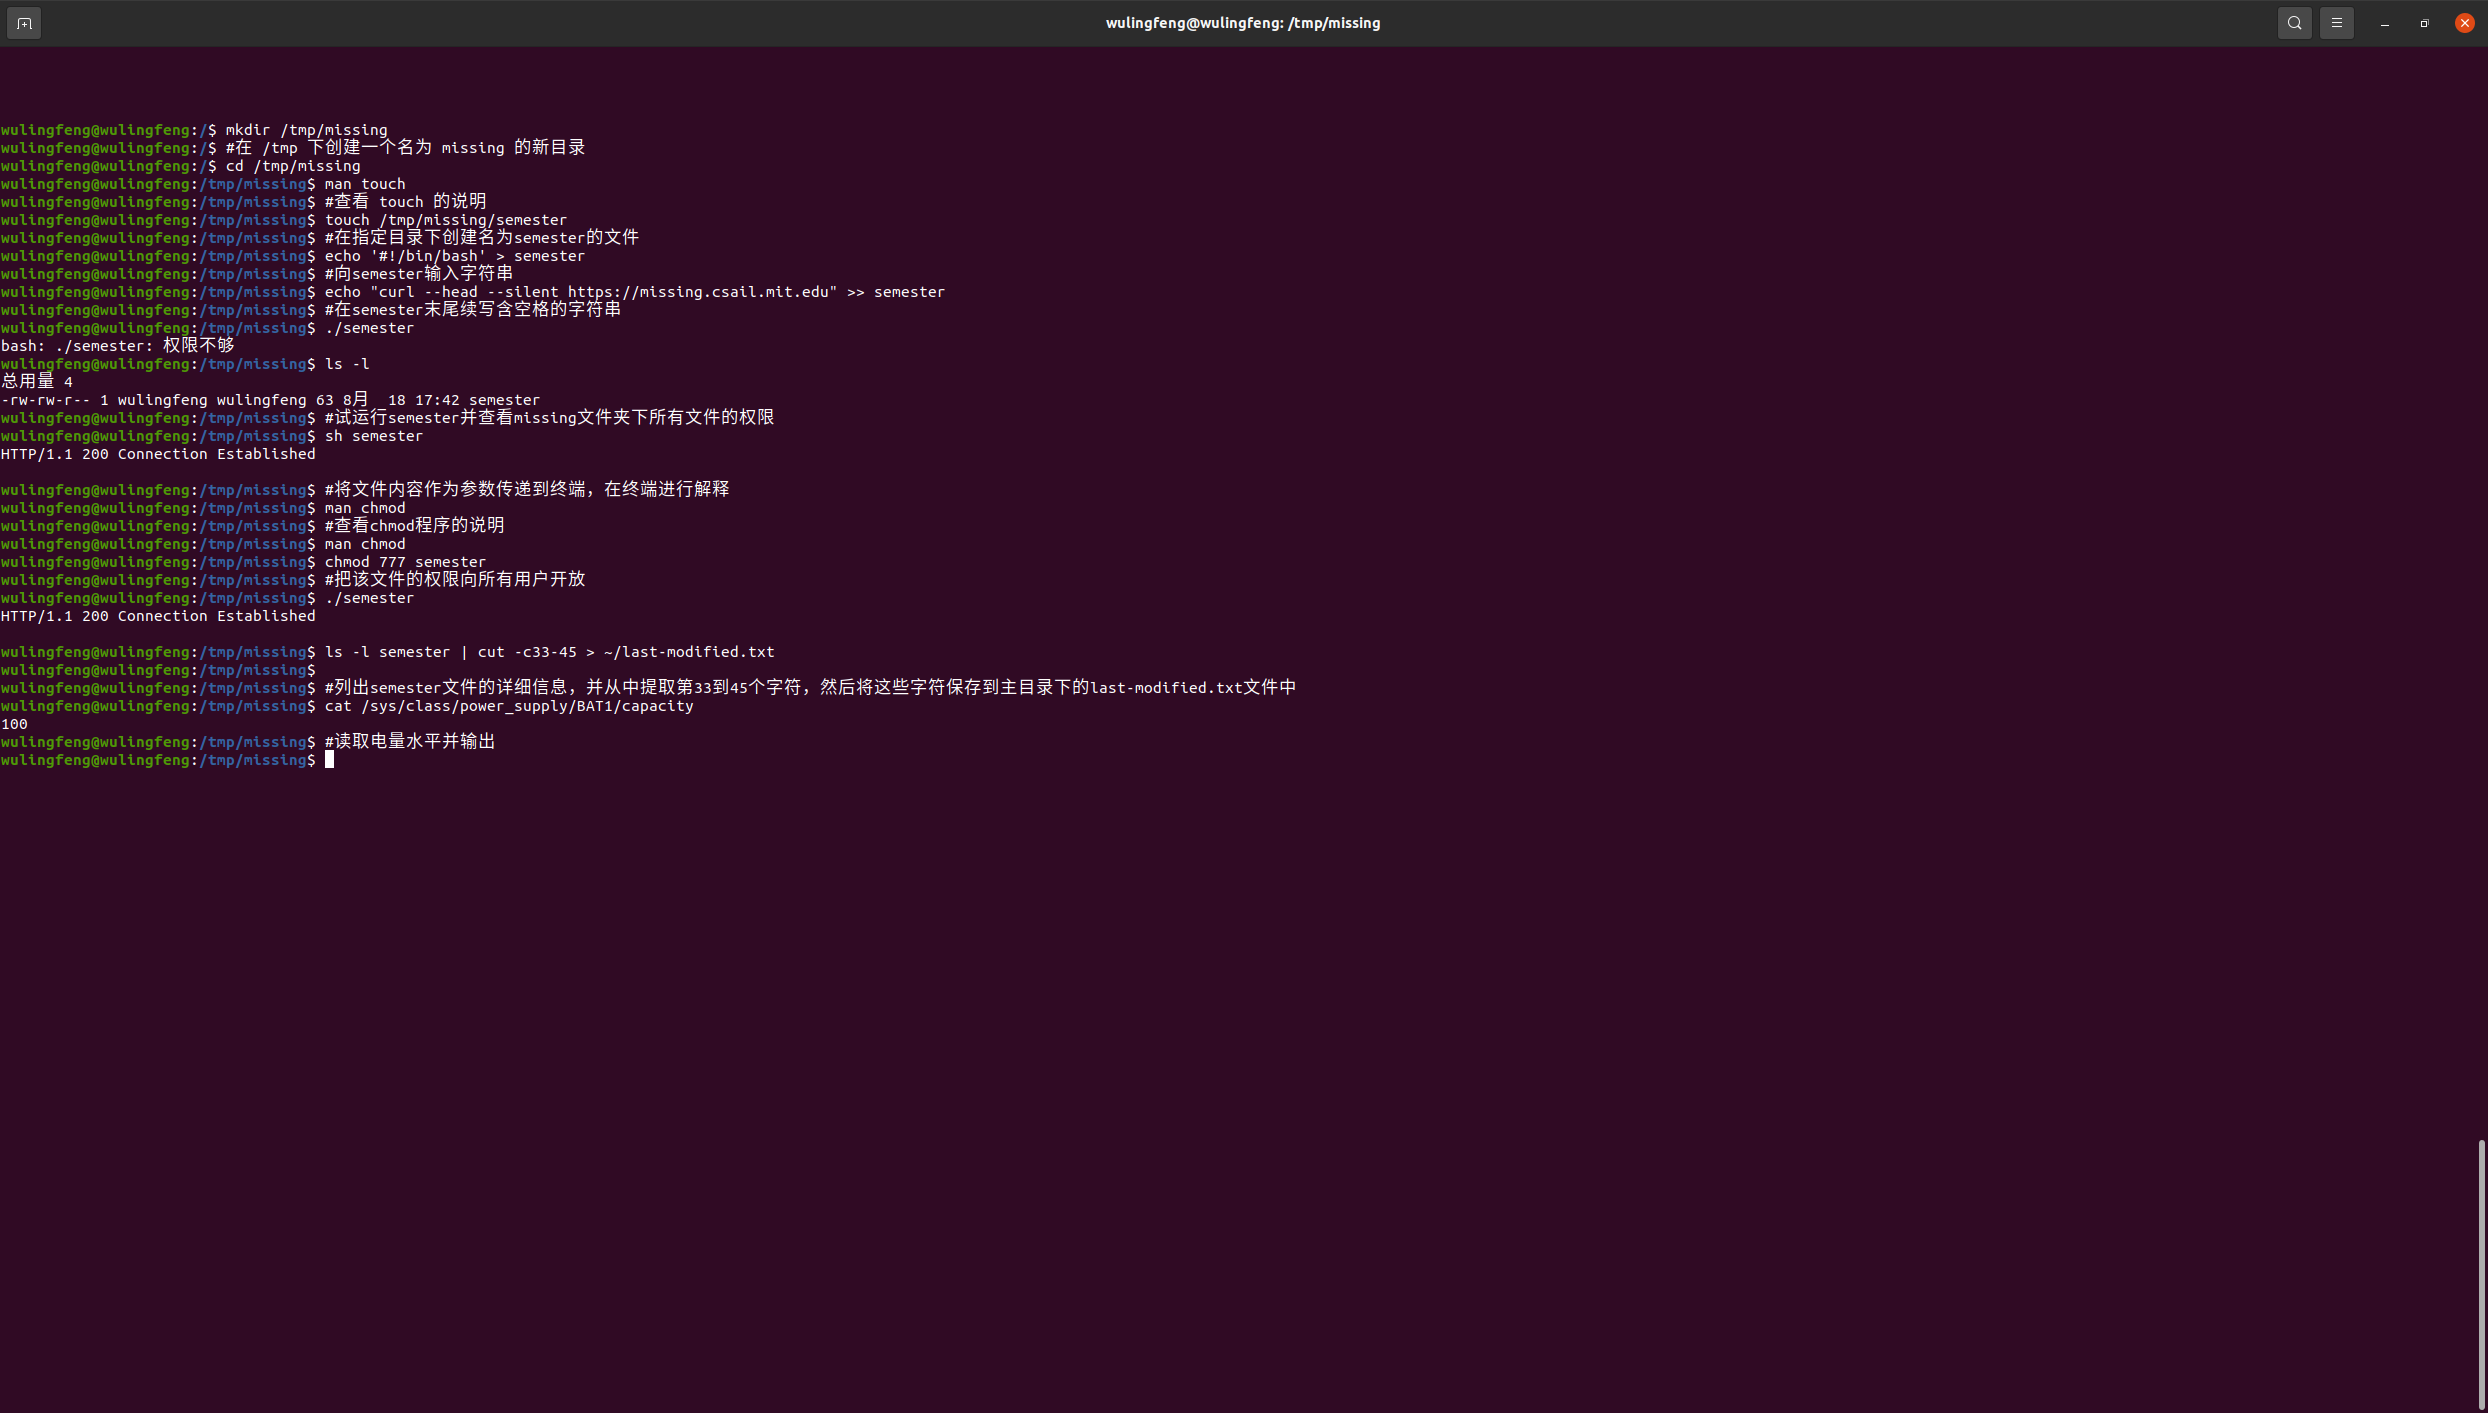 wulingfeng@wulingfeng: /tmp/missing
wulingfeng@wulingfeng:/$ mkdir /tmp/missing
wulingfeng@wulingfeng:/$ #在 /tmp 下创建一个名为 missing 的新目录
wulingfeng@wulingfeng:/$ cd /tmp/missing
wulingfeng@wulingfeng:/tmp/missing$ man touch
wulingfeng@wulingfeng:/tmp/missing$ #查看 touch 的说明
wulingfeng@wulingfeng:/tmp/missing$ touch /tmp/missing/semester
wulingfeng@wulingfeng:/tmp/missing$ #在指定目录下创建名为semester的文件
wulingfeng@wulingfeng:/tmp/missing$ echo '#!/bin/bash' > semester
wulingfeng@wulingfeng:/tmp/missing$ #向semester输入字符串
wulingfeng@wulingfeng:/tmp/missing$ echo "curl --head --silent https://missing.csail.mit.edu" >> semester
wulingfeng@wulingfeng:/tmp/missing$ #在semester末尾续写含空格的字符串
wulingfeng@wulingfeng:/tmp/missing$ ./semester
bash: ./semester: 权限不够
wulingfeng@wulingfeng:/tmp/missing$ ls -l
总用量 4
-rw-rw-r-- 1 wulingfeng wulingfeng 63 8月  18 17:42 semester
wulingfeng@wulingfeng:/tmp/missing$ #试运行semester并查看missing文件夹下所有文件的权限
wulingfeng@wulingfeng:/tmp/missing$ sh semester
HTTP/1.1 200 Connection Established
wulingfeng@wulingfeng:/tmp/missing$ #将文件内容作为参数传递到终端，在终端进行解释
wulingfeng@wulingfeng:/tmp/missing$ man chmod
wulingfeng@wulingfeng:/tmp/missing$ #查看chmod程序的说明
wulingfeng@wulingfeng:/tmp/missing$ man chmod
wulingfeng@wulingfeng:/tmp/missing$ chmod 777 semester
wulingfeng@wulingfeng:/tmp/missing$ #把该文件的权限向所有用户开放
wulingfeng@wulingfeng:/tmp/missing$ ./semester
HTTP/1.1 200 Connection Established
wulingfeng@wulingfeng:/tmp/missing$ ls -l semester | cut -c33-45 > ~/last-modified.txt
wulingfeng@wulingfeng:/tmp/missing$
wulingfeng@wulingfeng:/tmp/missing$ #列出semester文件的详细信息，并从中提取第33到45个字符，然后将这些字符保存到主目录下的last-modified.txt文件中
wulingfeng@wulingfeng:/tmp/missing$ cat /sys/class/power_supply/BAT1/capacity
100
wulingfeng@wulingfeng:/tmp/missing$ #读取电量水平并输出
wulingfeng@wulingfeng:/tmp/missing$